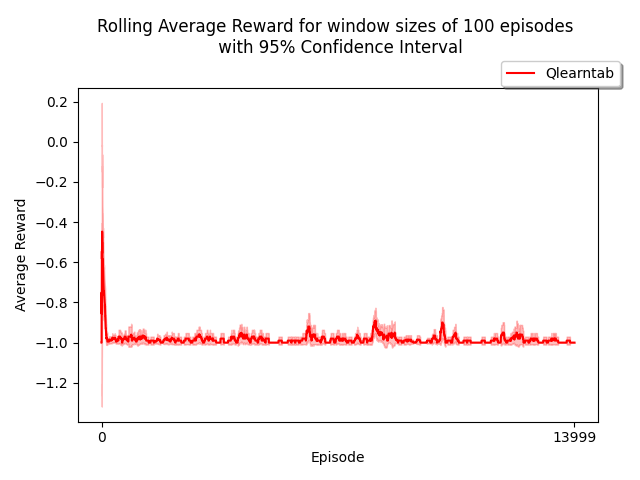 Rolling Average Reward for window sizes of 100 episodes
with 95% Confidence Interval
Qlearntab
0.2
0.0
−0.2
−0.4
−0.6
−0.8
−1.0
−1.2
Average Reward
0
13999
Episode